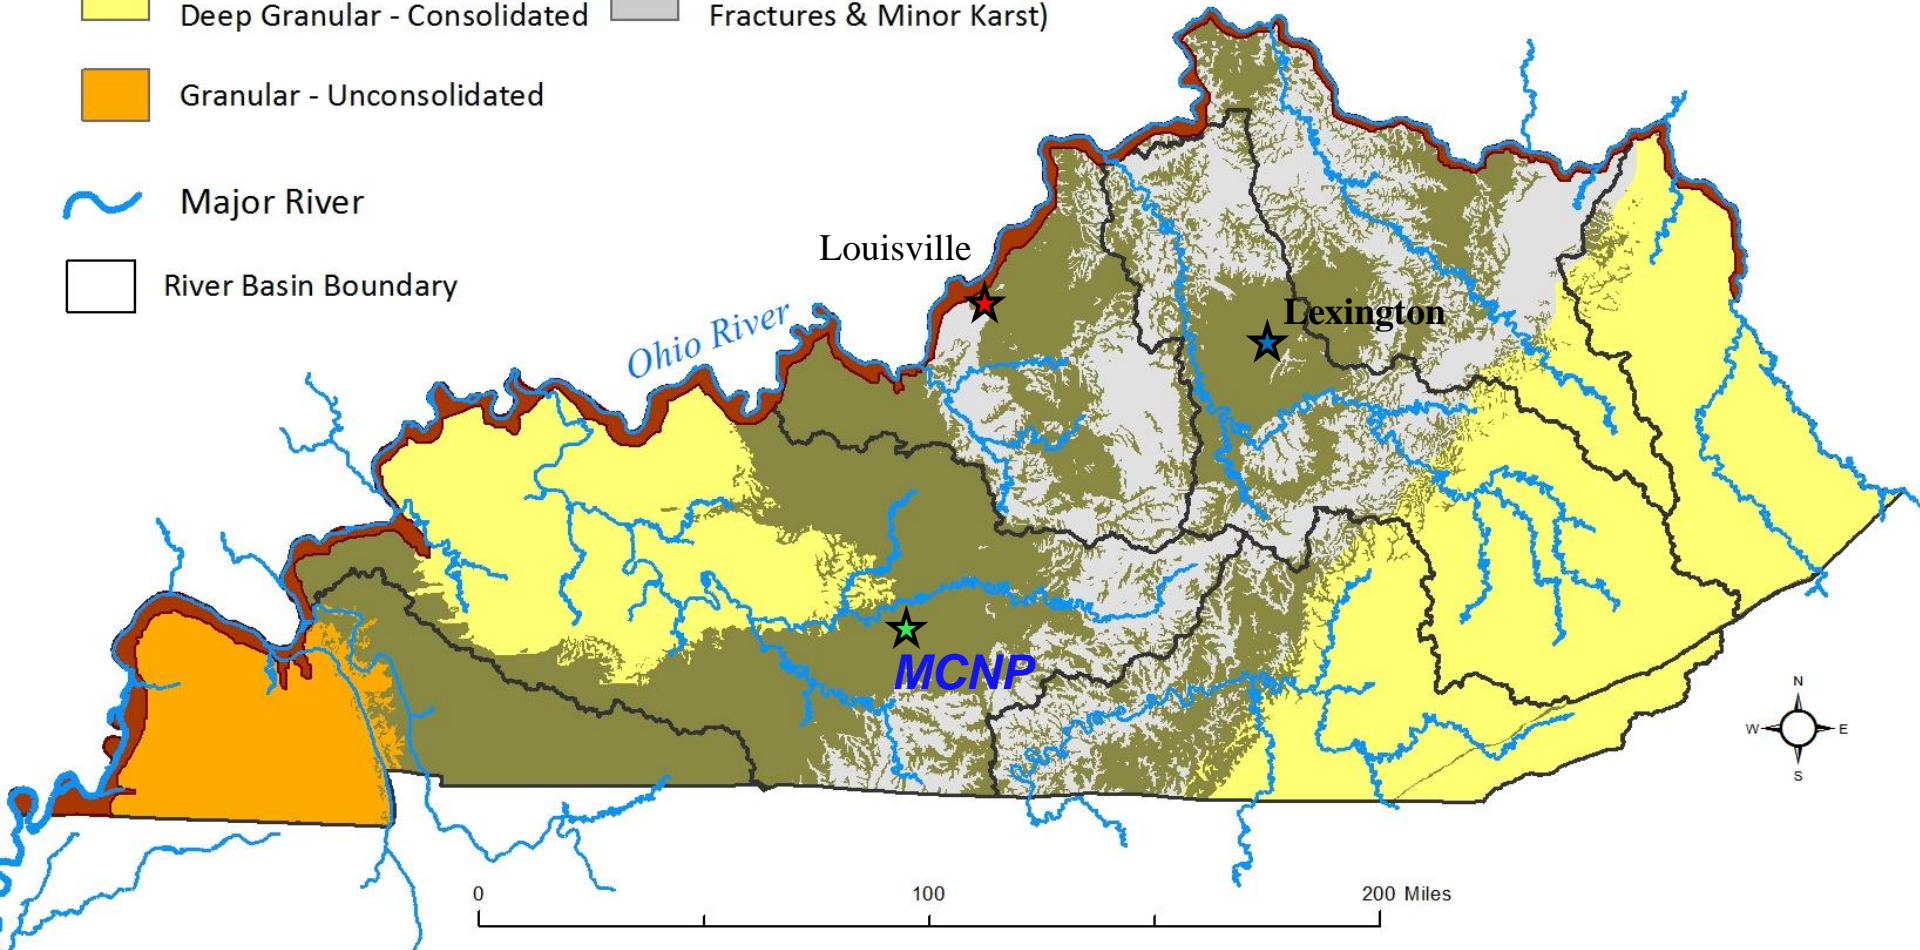 Deep Granular - Consolidated
Fractures & Minor Karst)
Granular - Unconsolidated
Major River
River Basin Boundary
Louisville
Lexington
Ohio River
MCNP
N
W E
S
0 100 200 Miles